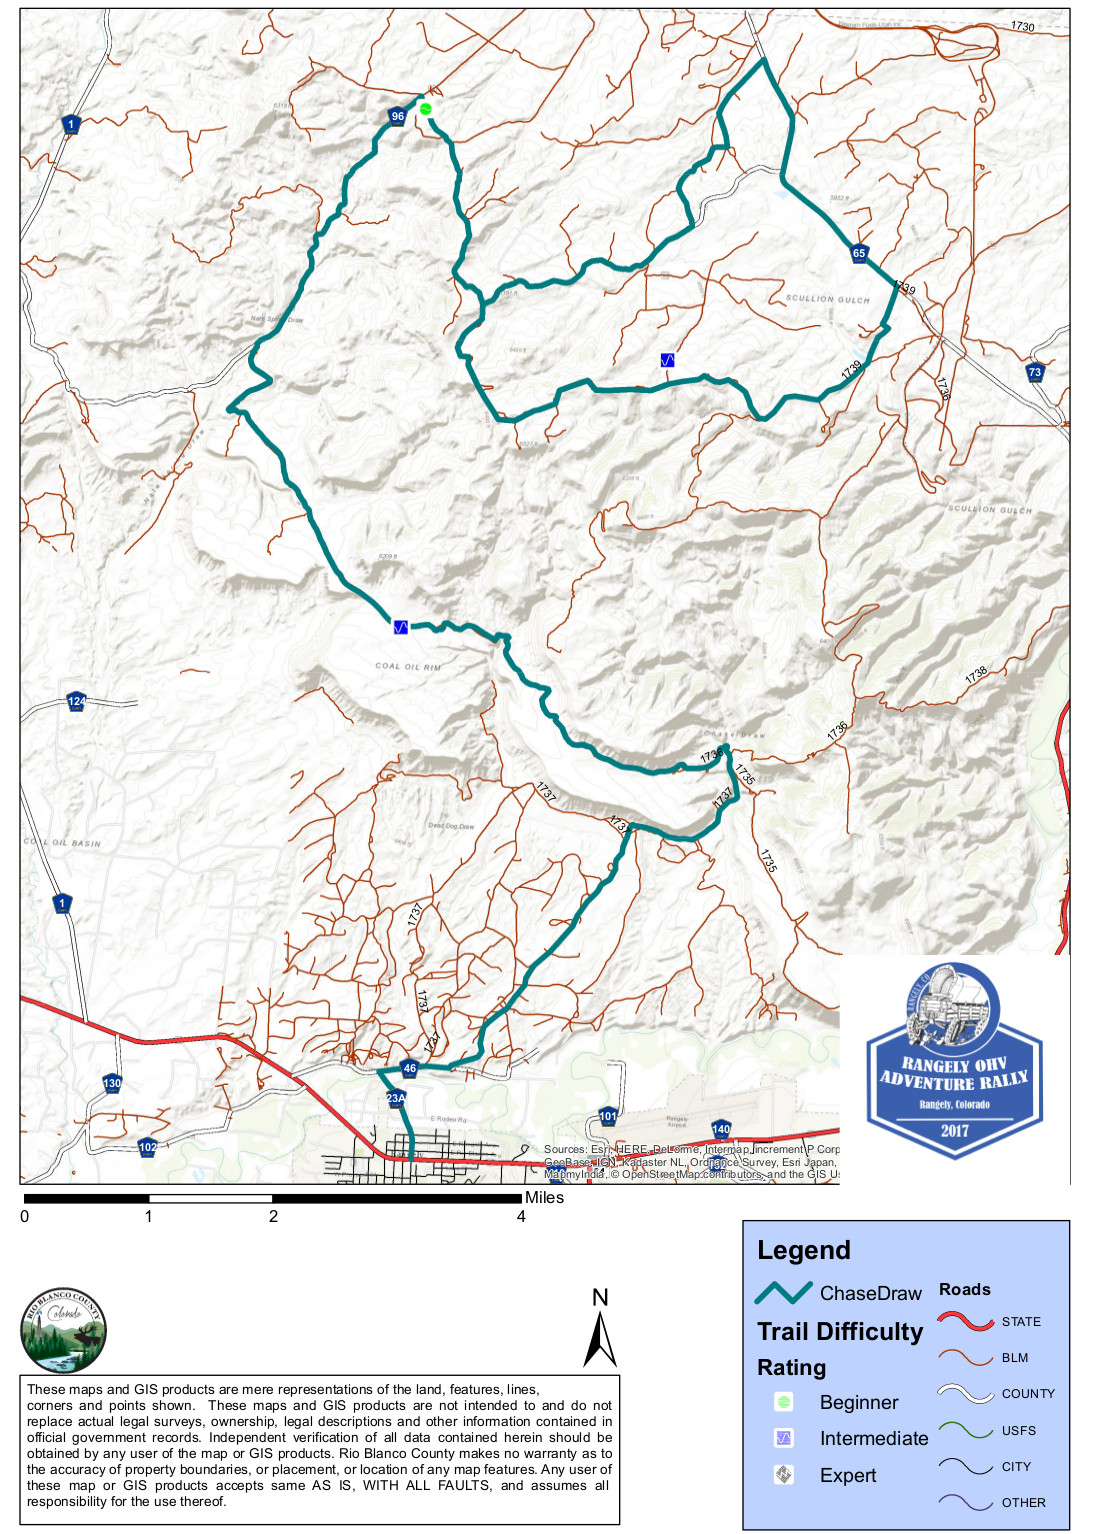 1730
96
1
65
1739
SCULLION GULCH
1739
73
1736
SCULLION GULCH
COAL OIL RIM
1738
124
1736
Chase Draw
1736
1735
1737
1737
1737
Dead Dog Draw
COAL OIL BASIN
1735
1
1737
1737
1737
46
130
23A
101
E Rodeo Rd
Rangely
Airport
140
102
Sources: Esri, HERE, DeLorme, Intermap, increment P Corp
GeoBase, IGN, Kadaster NL, Ordnance Survey, Esri Japan,
MapmyIndia, © OpenStreetMap contributors, and the GIS U
RANGELY, CO
RANGELY OHV
ADVENTURE RALLY
Rangely, Colorado
2017
Miles
0 1 2 4
Legend
ChaseDraw
Trail Difficulty
Rating
Beginner
Intermediate
Expert
Roads
STATE
BLM
COUNTY
USFS
CITY
OTHER
N
RIO BLANCO COUNTY
Colorado
These maps and GIS products are mere representations of the land, features, lines,
corners and points shown. These maps and GIS products are not intended to and do not
replace actual legal surveys, ownership, legal descriptions and other information contained in
official government records. Independent verification of all data contained herein should be
obtained by any user of the map or GIS products. Rio Blanco County makes no warranty as to
the accuracy of property boundaries, or placement, or location of any map features. Any user of
these map or GIS products accepts same AS IS, WITH ALL FAULTS, and assumes all
responsibility for the use thereof.